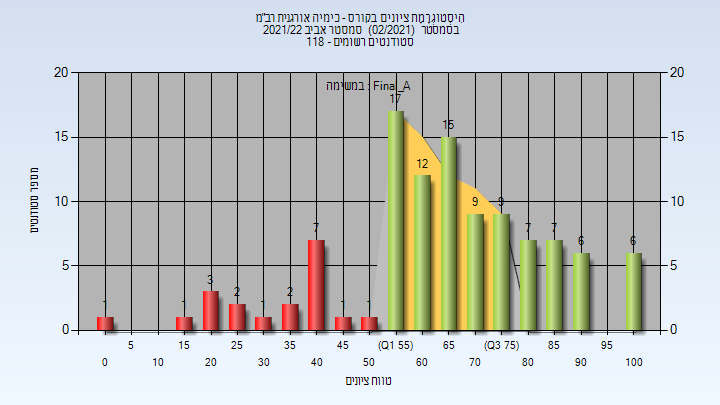 היסטוגרמת ציונים בקורס - כימיה אורגנית רב"מ
בסמסטר (02/2021) סמסטר אביב 2021/22
סטודנטים רשומים - 118
במשימה : Final_A
20 20
15 15
10 10
5 5
0 0
מספר סטודנטים
1 1 3 2 1 2 7 1 1 17 12 15 9 9 7 7 6 6
5 15 25 35 45 (Q1 55) 65 (Q3 75) 85 95
0 10 20 30 40 50 60 70 80 90 100
טווח ציונים